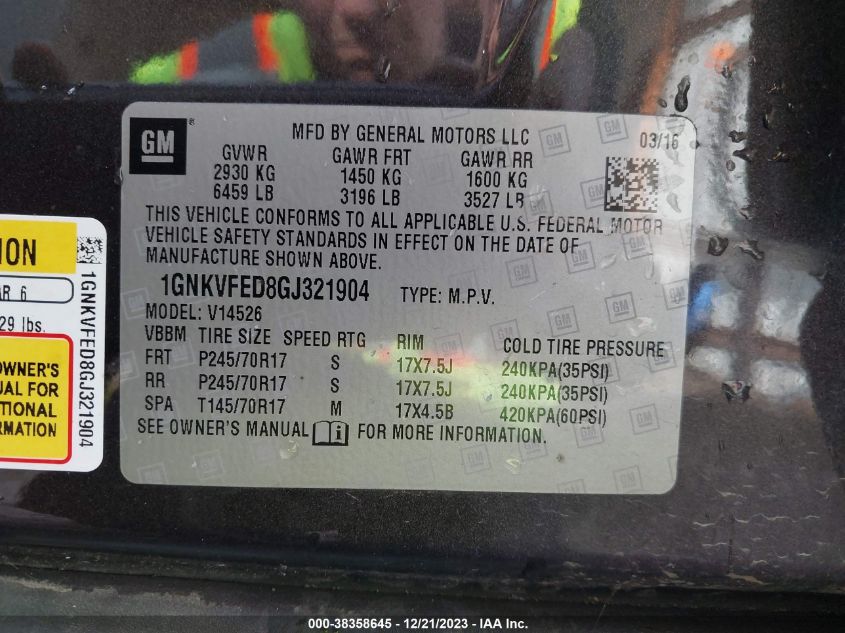 GM
MFD BY GENERAL MOTORS LLC
03/16
GVWR GAWR FRT GAWR RR
2930 KG 1450 KG 1600 KG
6459 LB 3196 LB 3527 LB
THIS VEHICLE CONFORMS TO ALL APPLICABLE U.S. FEDERAL MOTOR
VEHICLE SAFETY STANDARDS IN EFFECT ON THE DATE OF
MANUFACTURE SHOWN ABOVE.
1GNKVFED8GJ321904 TYPE: M.P.V.
MODEL: V14526
VBBM TIRE SIZE SPEED RTG RIM COLD TIRE PRESSURE
FRT P245/70R17 S 17X7.5J 240KPA(35PSI)
RR P245/70R17 S 17X7.5J 240KPA(35PSI)
SPA T145/70R17 M 17X4.5B 420KPA(60PSI)
SEE OWNER'S MANUAL FOR MORE INFORMATION.
ION
AR 6
29 lbs.
OWNER'S
UAL FOR
TIONAL
RMATION
1GNKVFED8GJ321904
000-38358645 - 12/21/2023 - IAA Inc.